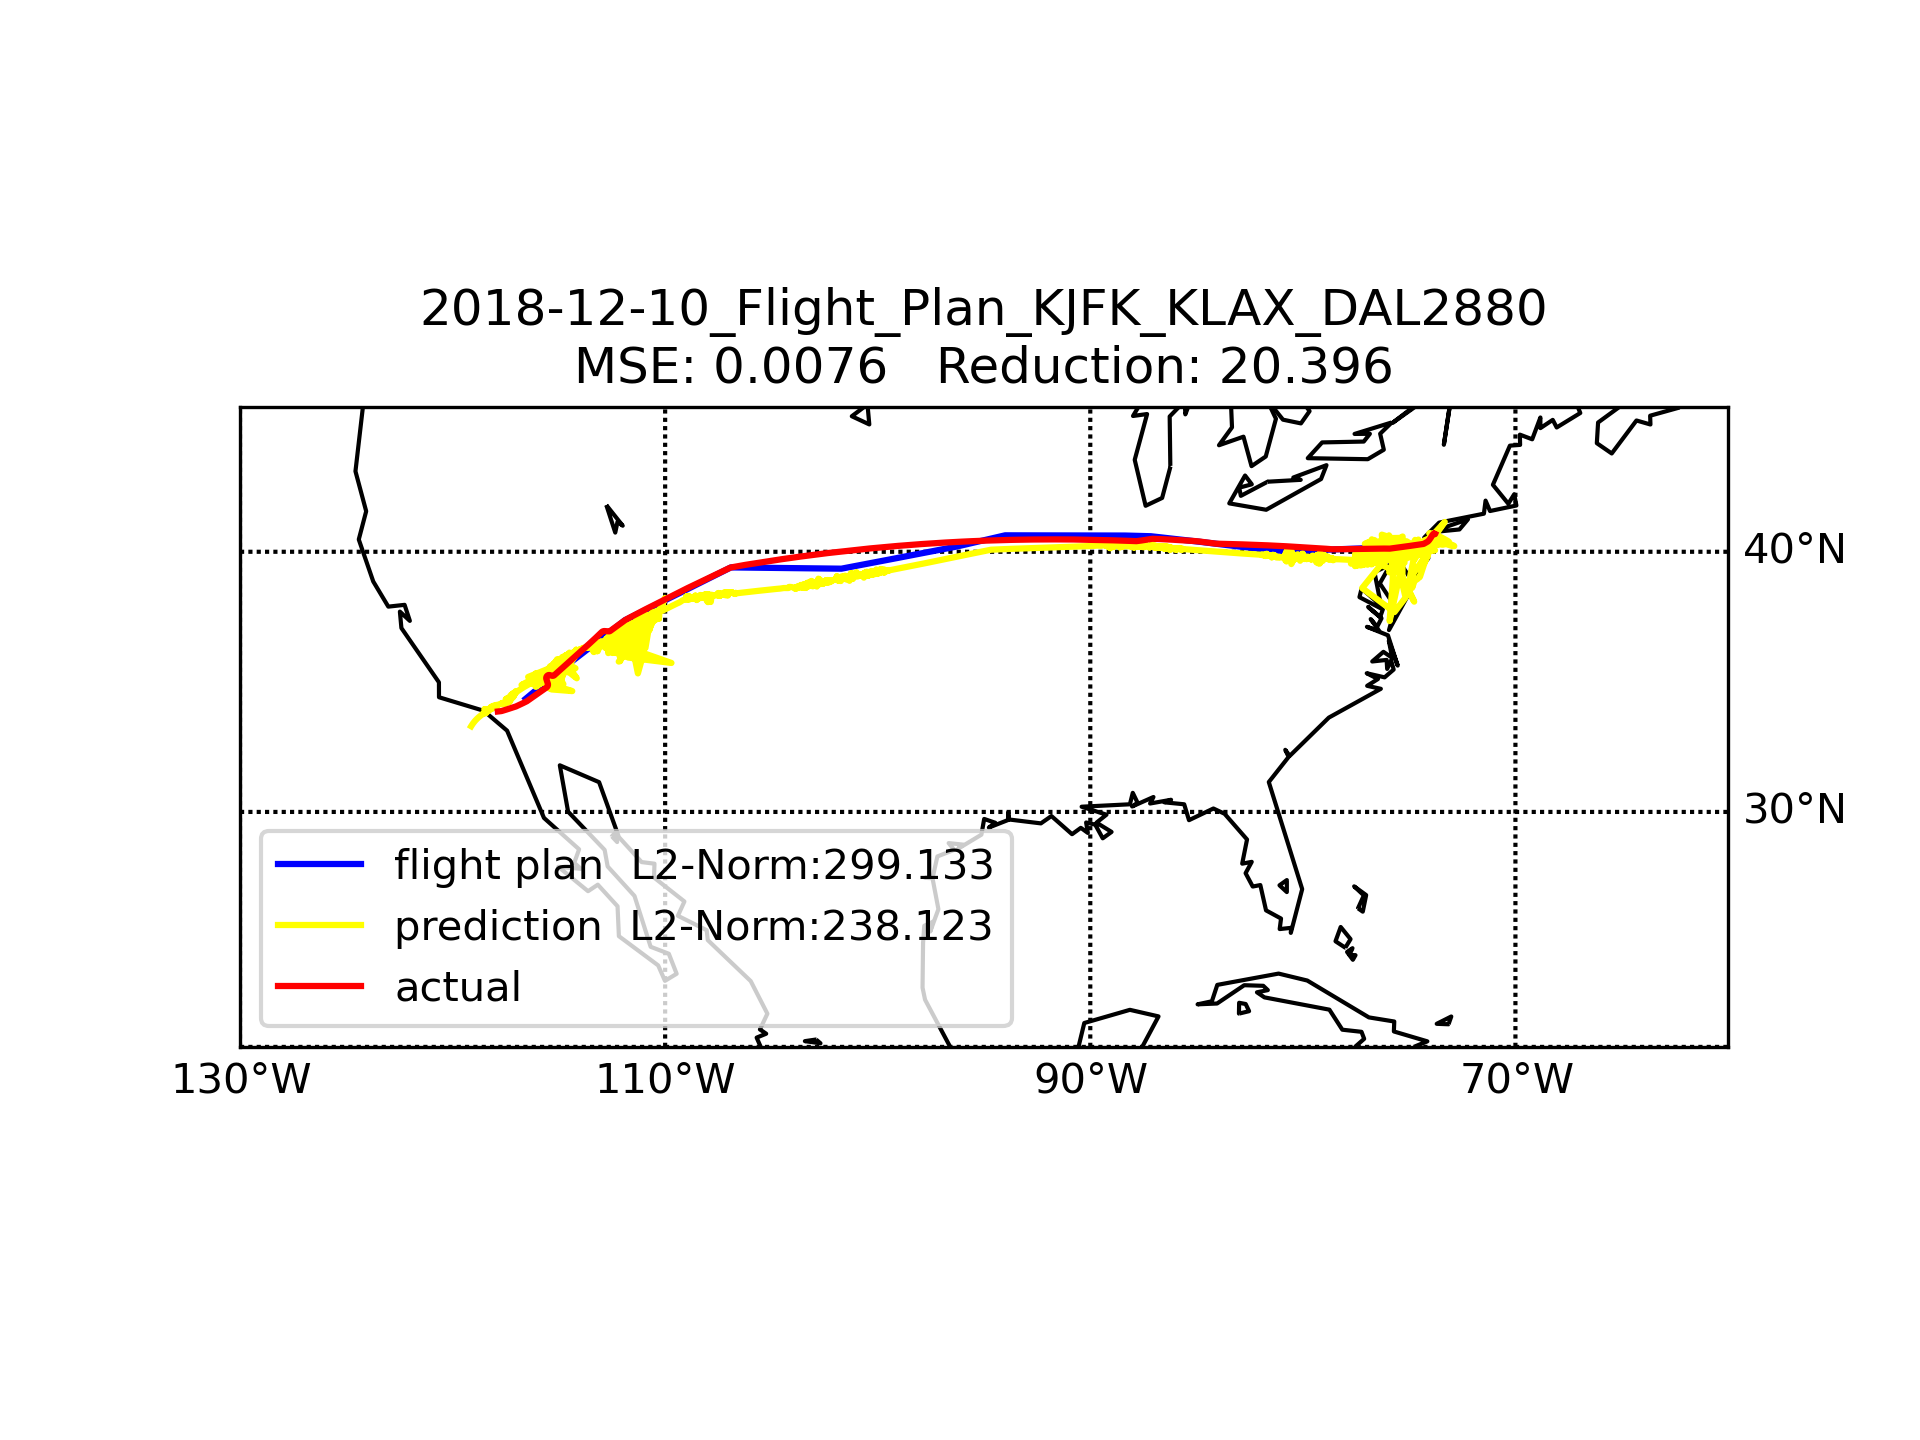 2018-12-10_Flight_Plan_KJFK_KLAX_DAL2880
MSE: 0.0076   Reduction: 20.396
40°N
30°N
flight plan  L2-Norm:299.133
prediction  L2-Norm:238.123
actual
130°W
110°W
90°W
70°W